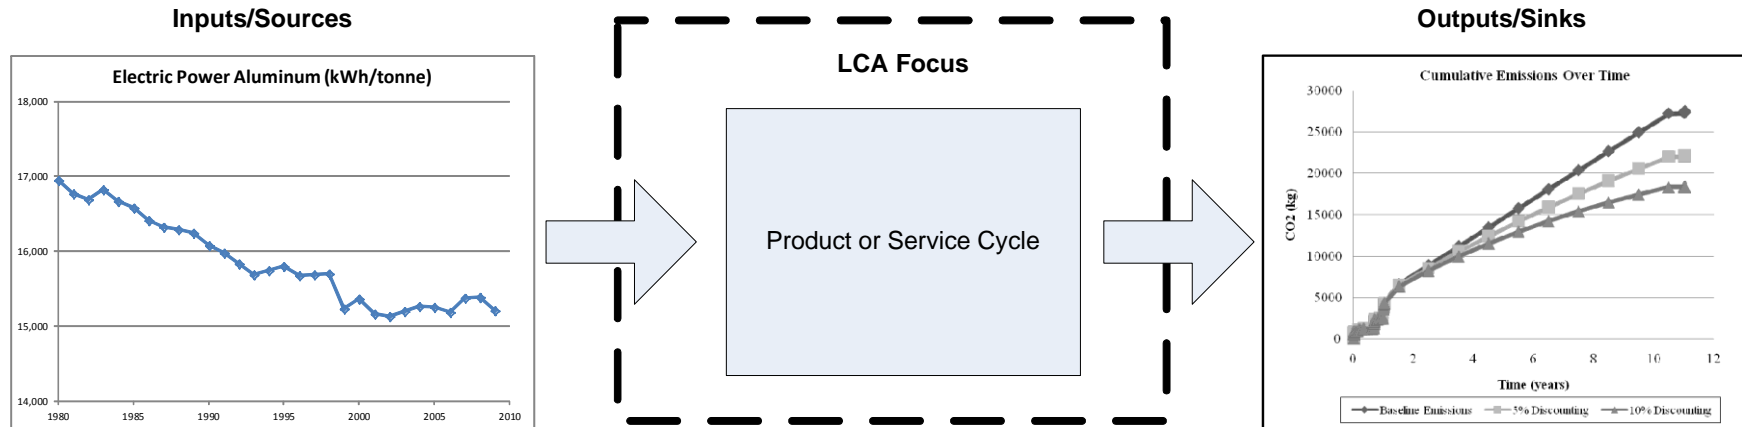 Inputs/Sources
Electric Power Aluminum (kWh/tonne)
18,000
17,000
16,000
15,000
14,000
1980 1985 1990 1995 2000 2005 2010
LCA Focus
Product or Service Cycle
Outputs/Sinks
Cumulative Emissions Over Time
30000
25000
20000
15000
10000
5000
0
CO2 (kg)
0 2 4 6 8 10 12
Time (years)
Baseline Emissions 5% Discounting 10% Discounting